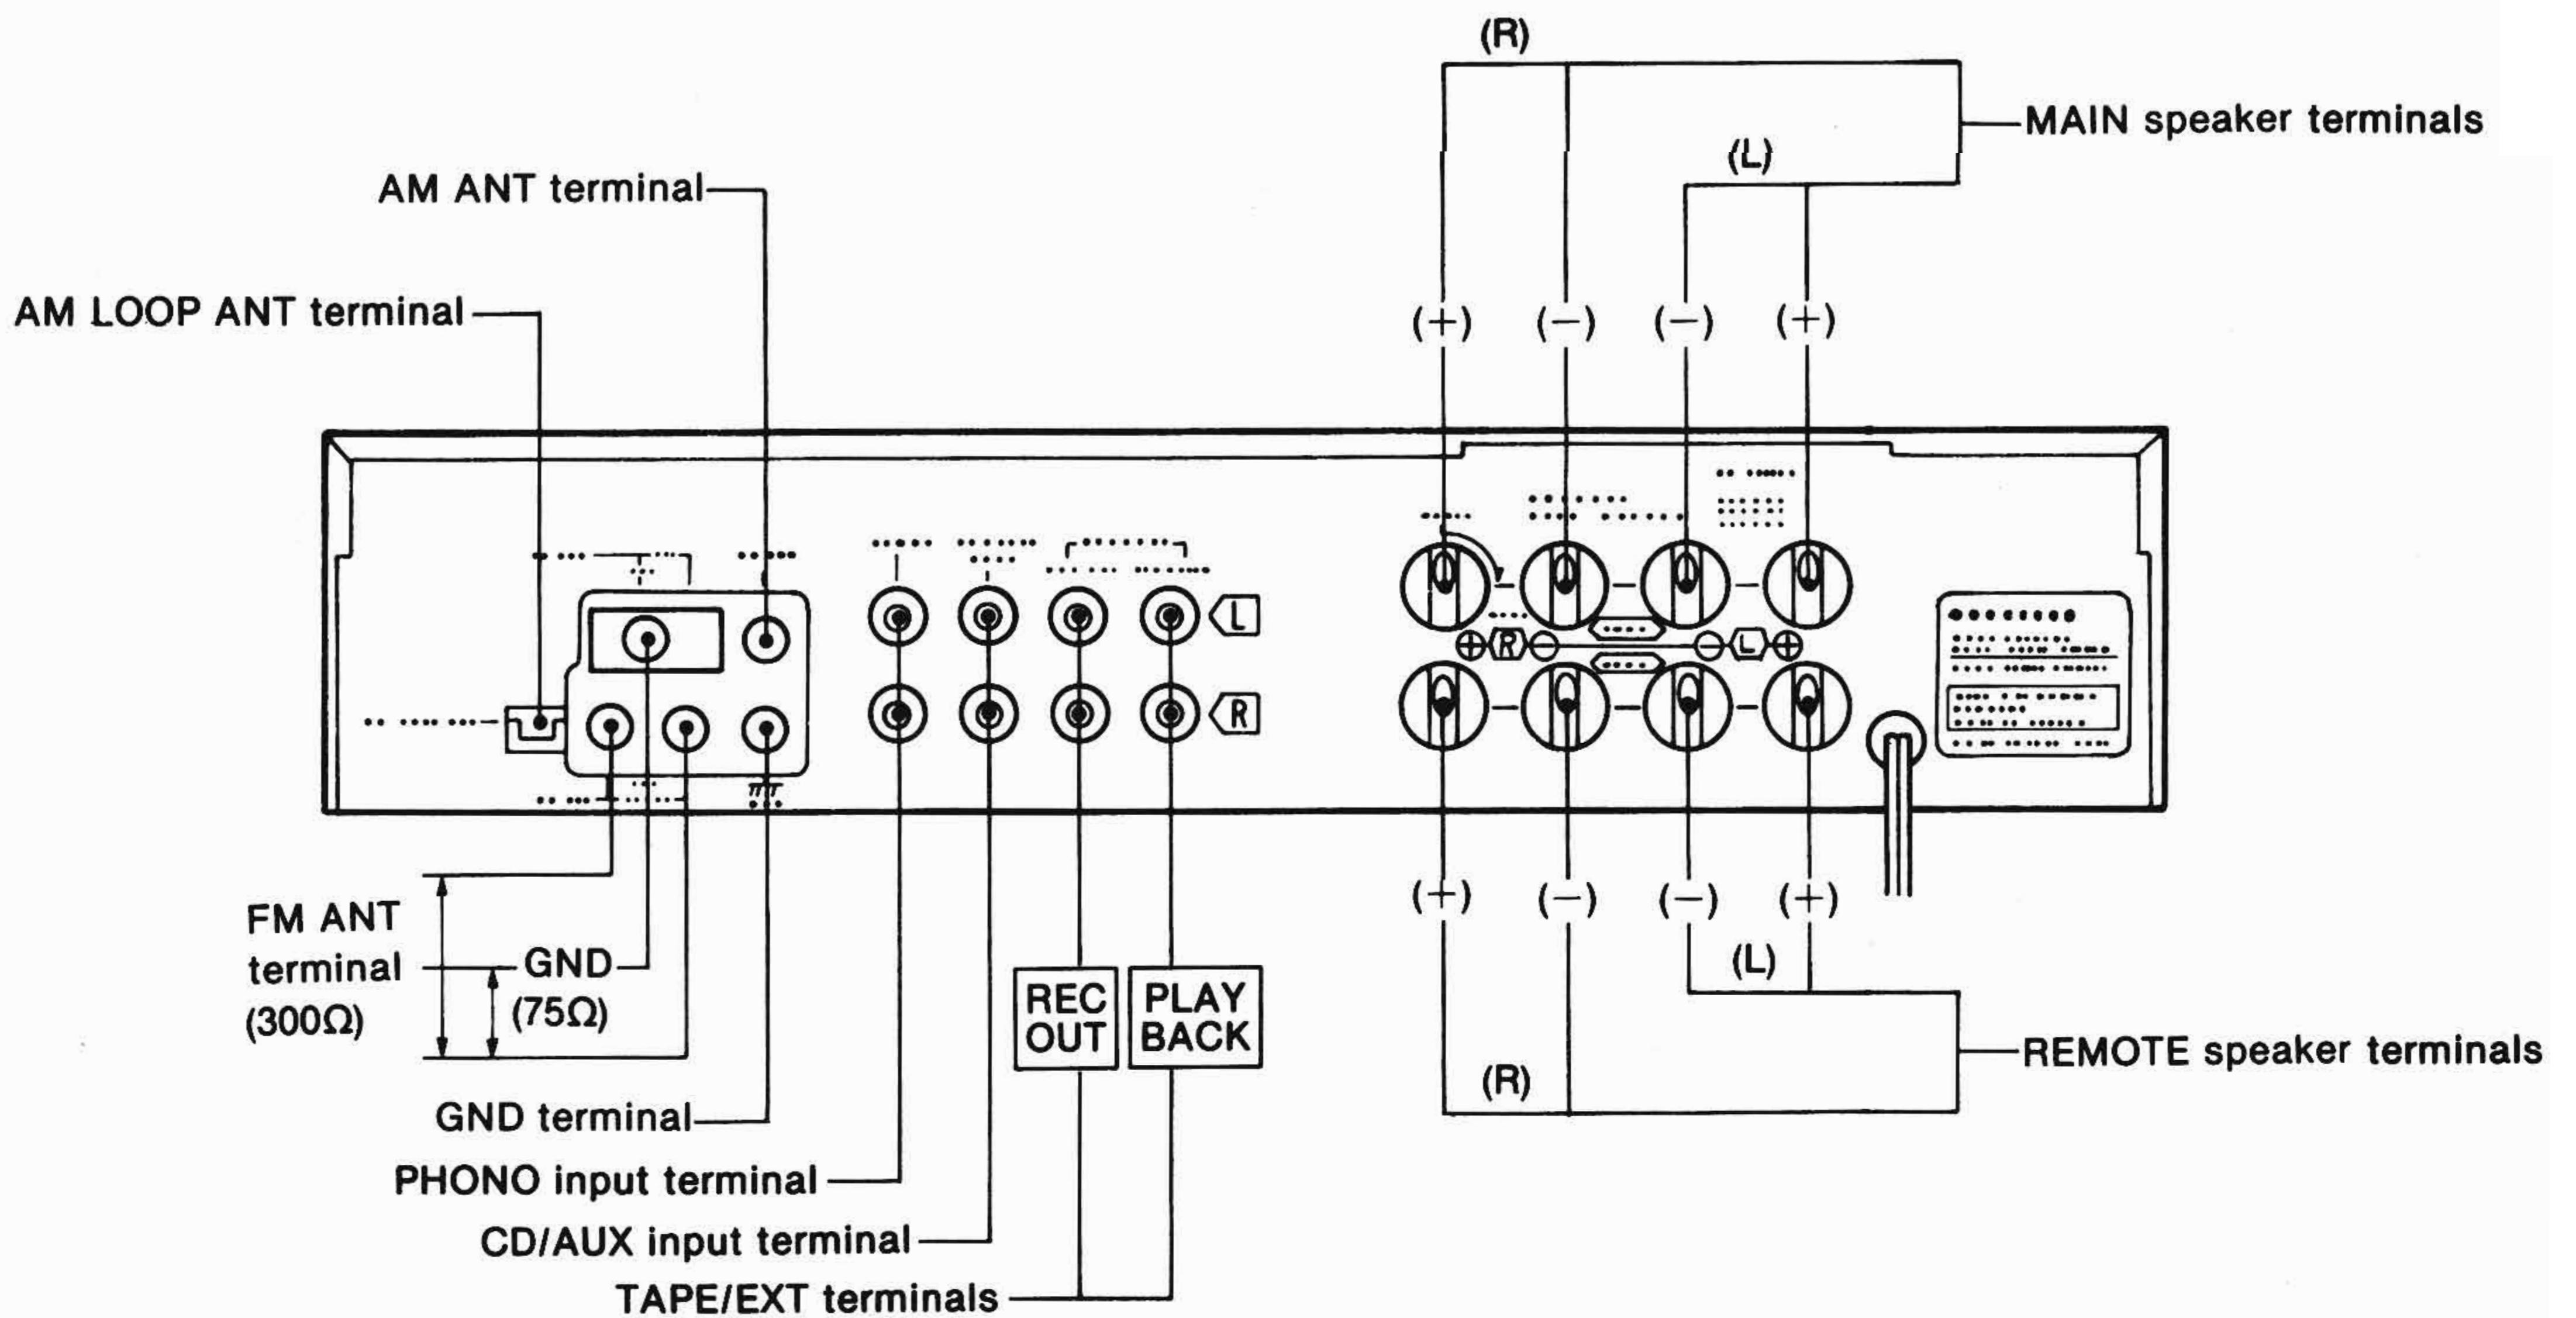 (R)
MAIN speaker terminals
(L)
AM ANT terminal
AM LOOP ANT terminal
(+) (−) (−) (+)
L
R L
R
(+) (−) (−) (+)
FM ANT
terminal
(300Ω)
GND
(75Ω)
(L)
REC
OUT
PLAY
BACK
REMOTE speaker terminals
(R)
GND terminal
PHONO input terminal
CD/AUX input terminal
TAPE/EXT terminals